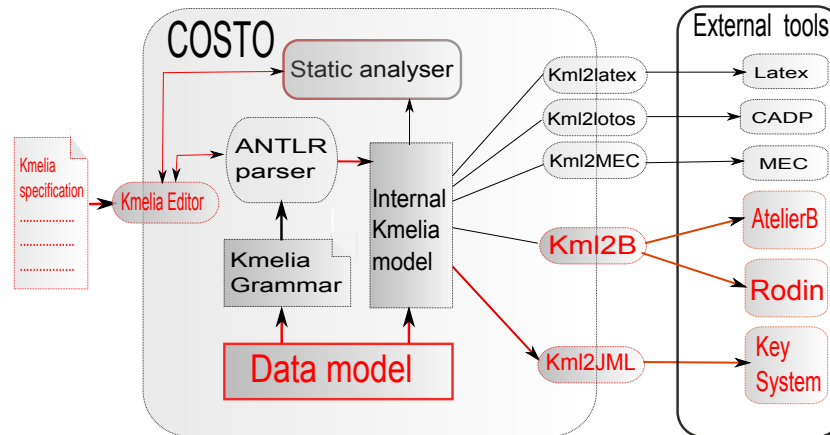 COSTO
External tools
Static analyser
Kml2latex
Latex
Kml2lotos
CADP
Kml2MEC
MEC
Kmelia
specification
..............
..............
..............
Kmelia Editor
ANTLR
parser
Internal
Kmelia
model
Kmelia
Grammar
Data model
Kml2B
AtelierB
Rodin
Kml2JML
Key
System